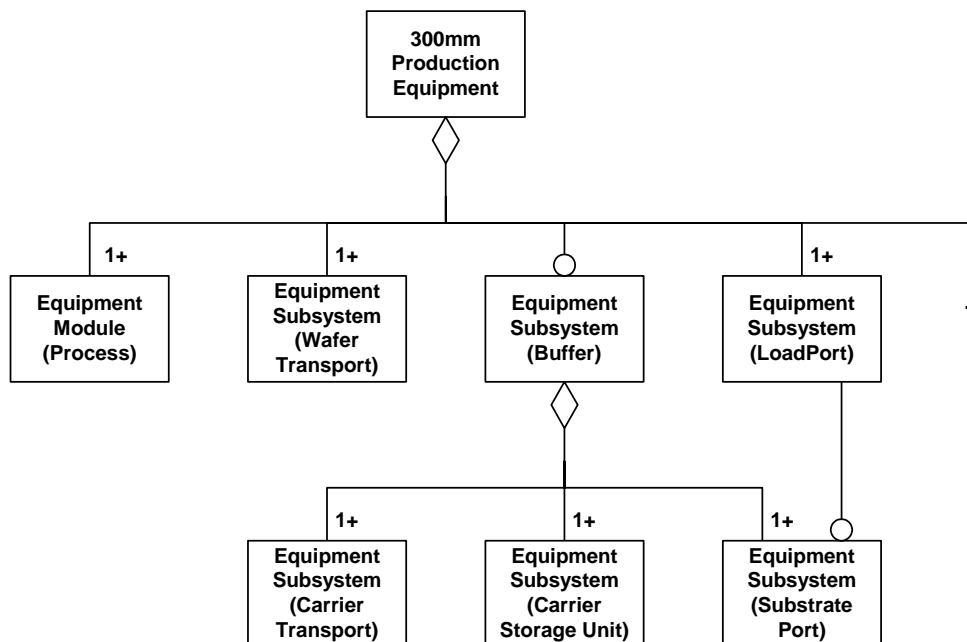 300mm
Production
Equipment
1+
1+
1+
Equipment
Module
(Process)
Equipment
Subsystem
(Wafer
Transport)
Equipment
Subsystem
(Buffer)
Equipment
Subsystem
(LoadPort)
1+
1+
1+
Equipment
Subsystem
(Carrier
Transport)
Equipment
Subsystem
(Carrier
Storage Unit)
Equipment
Subsystem
(Substrate
Port)